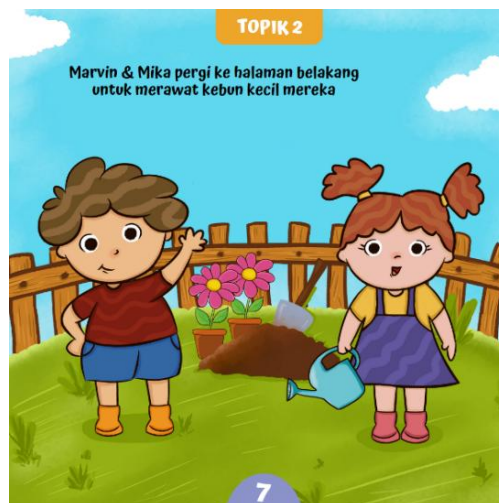 TOPIK 2
Marvin & Mika pergi ke halaman belakang
untuk merawat kebun kecil mereka
7